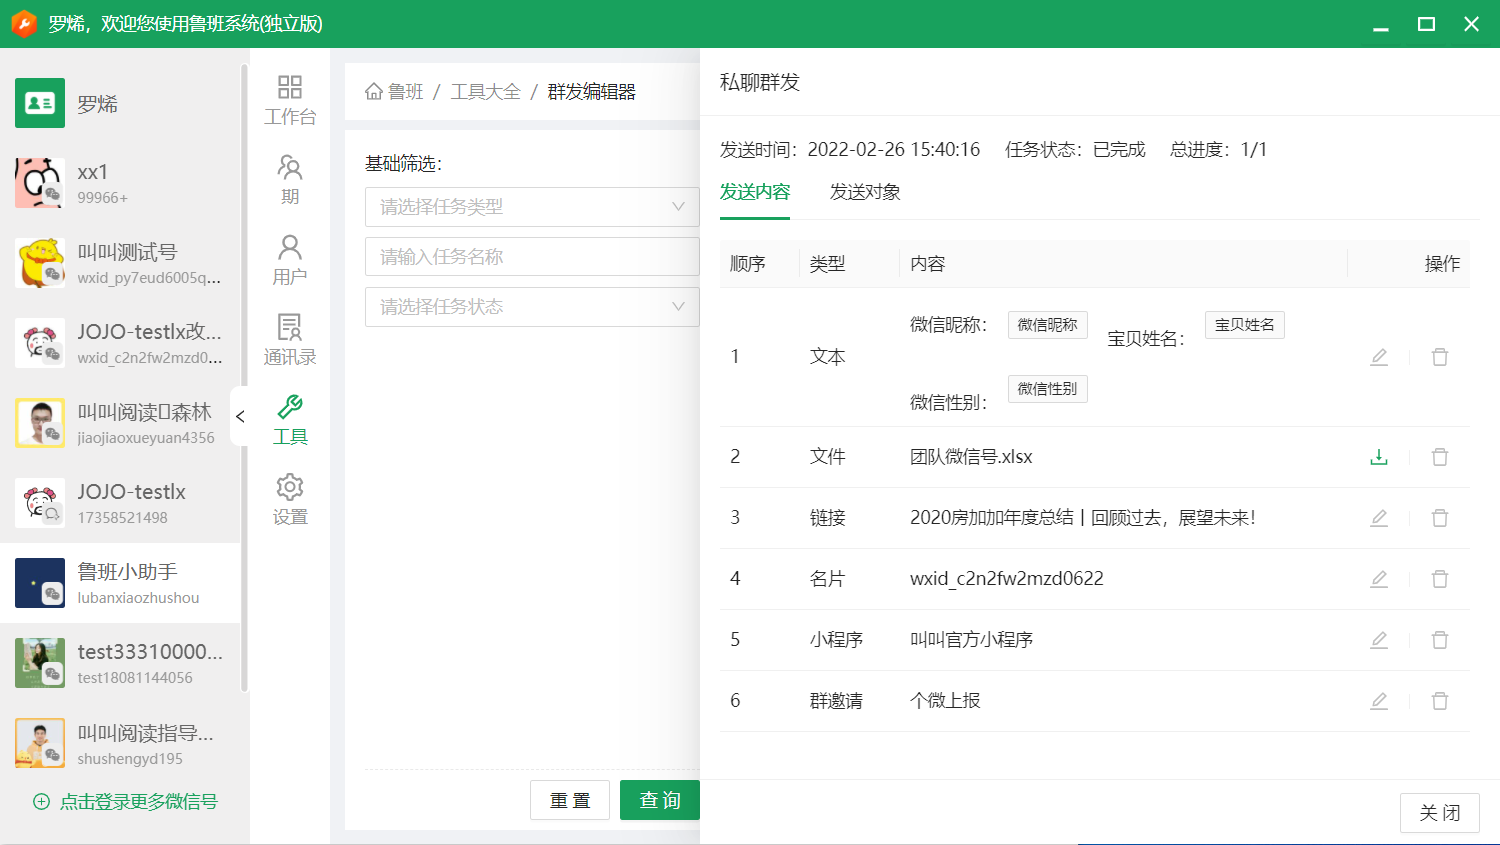 罗烯，欢迎您使用鲁班系统(独立版)
罗烯
xx1
99966+
叫叫测试号
wxid_py7eud6005q...
JOJO-testlx改...
wxid_c2n2fw2mzd0...
叫叫阅读▯森林
jiaojiaoxueyuan4356
JOJO-testlx
17358521498
鲁班小助手
lubanxiaozhushou
test33310000...
test18081144056
叫叫阅读指导...
shushengyd195
点击登录更多微信号
工作台
期
用户
通讯录
工具
设置
鲁班 / 工具大全 / 群发编辑器
基础筛选：
请选择任务类型
请输入任务名称
请选择任务状态
重 置
查 询
私聊群发
发送时间：2022-02-26 15:40:16 任务状态：已完成 总进度：1/1
发送内容 发送对象
顺序 类型 内容 操作
1 文本 微信昵称： 微信昵称 宝贝姓名： 宝贝姓名
微信性别： 微信性别
2 文件 团队微信号.xlsx
3 链接 2020房加加年度总结丨回顾过去，展望未来！
4 名片 wxid_c2n2fw2mzd0622
5 小程序 叫叫官方小程序
6 群邀请 个微上报
关 闭